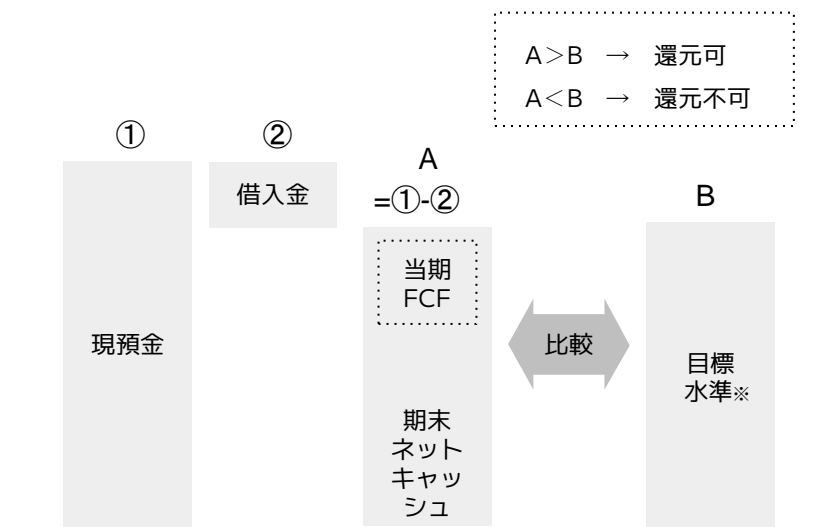 A＞B → 還元可
A＜B → 還元不可
①
②
A
=①-②
B
現預金
借入金
当期
FCF
期末
ネット
キャッ
シュ
比較
目標
水準※